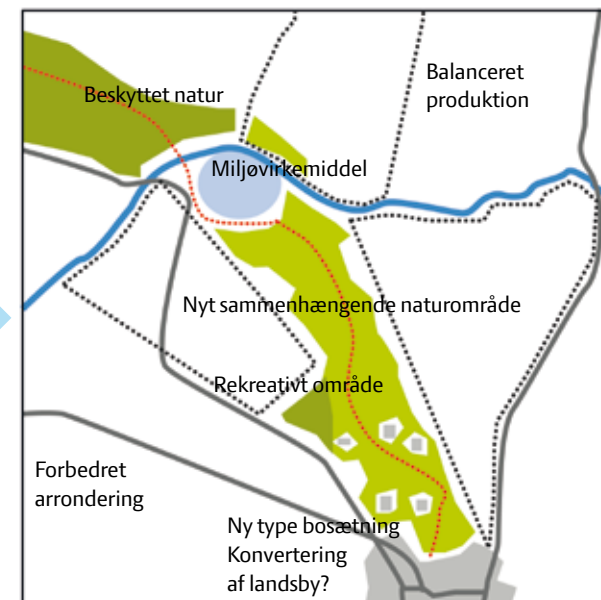 Beskyttet natur
Balanceret
produktion
Miljøvirkemiddel
Nyt sammenhængende naturområde
Rekreativt område
Forbedret
arrondering
Ny type bosætning
Konvertering
af landsby?